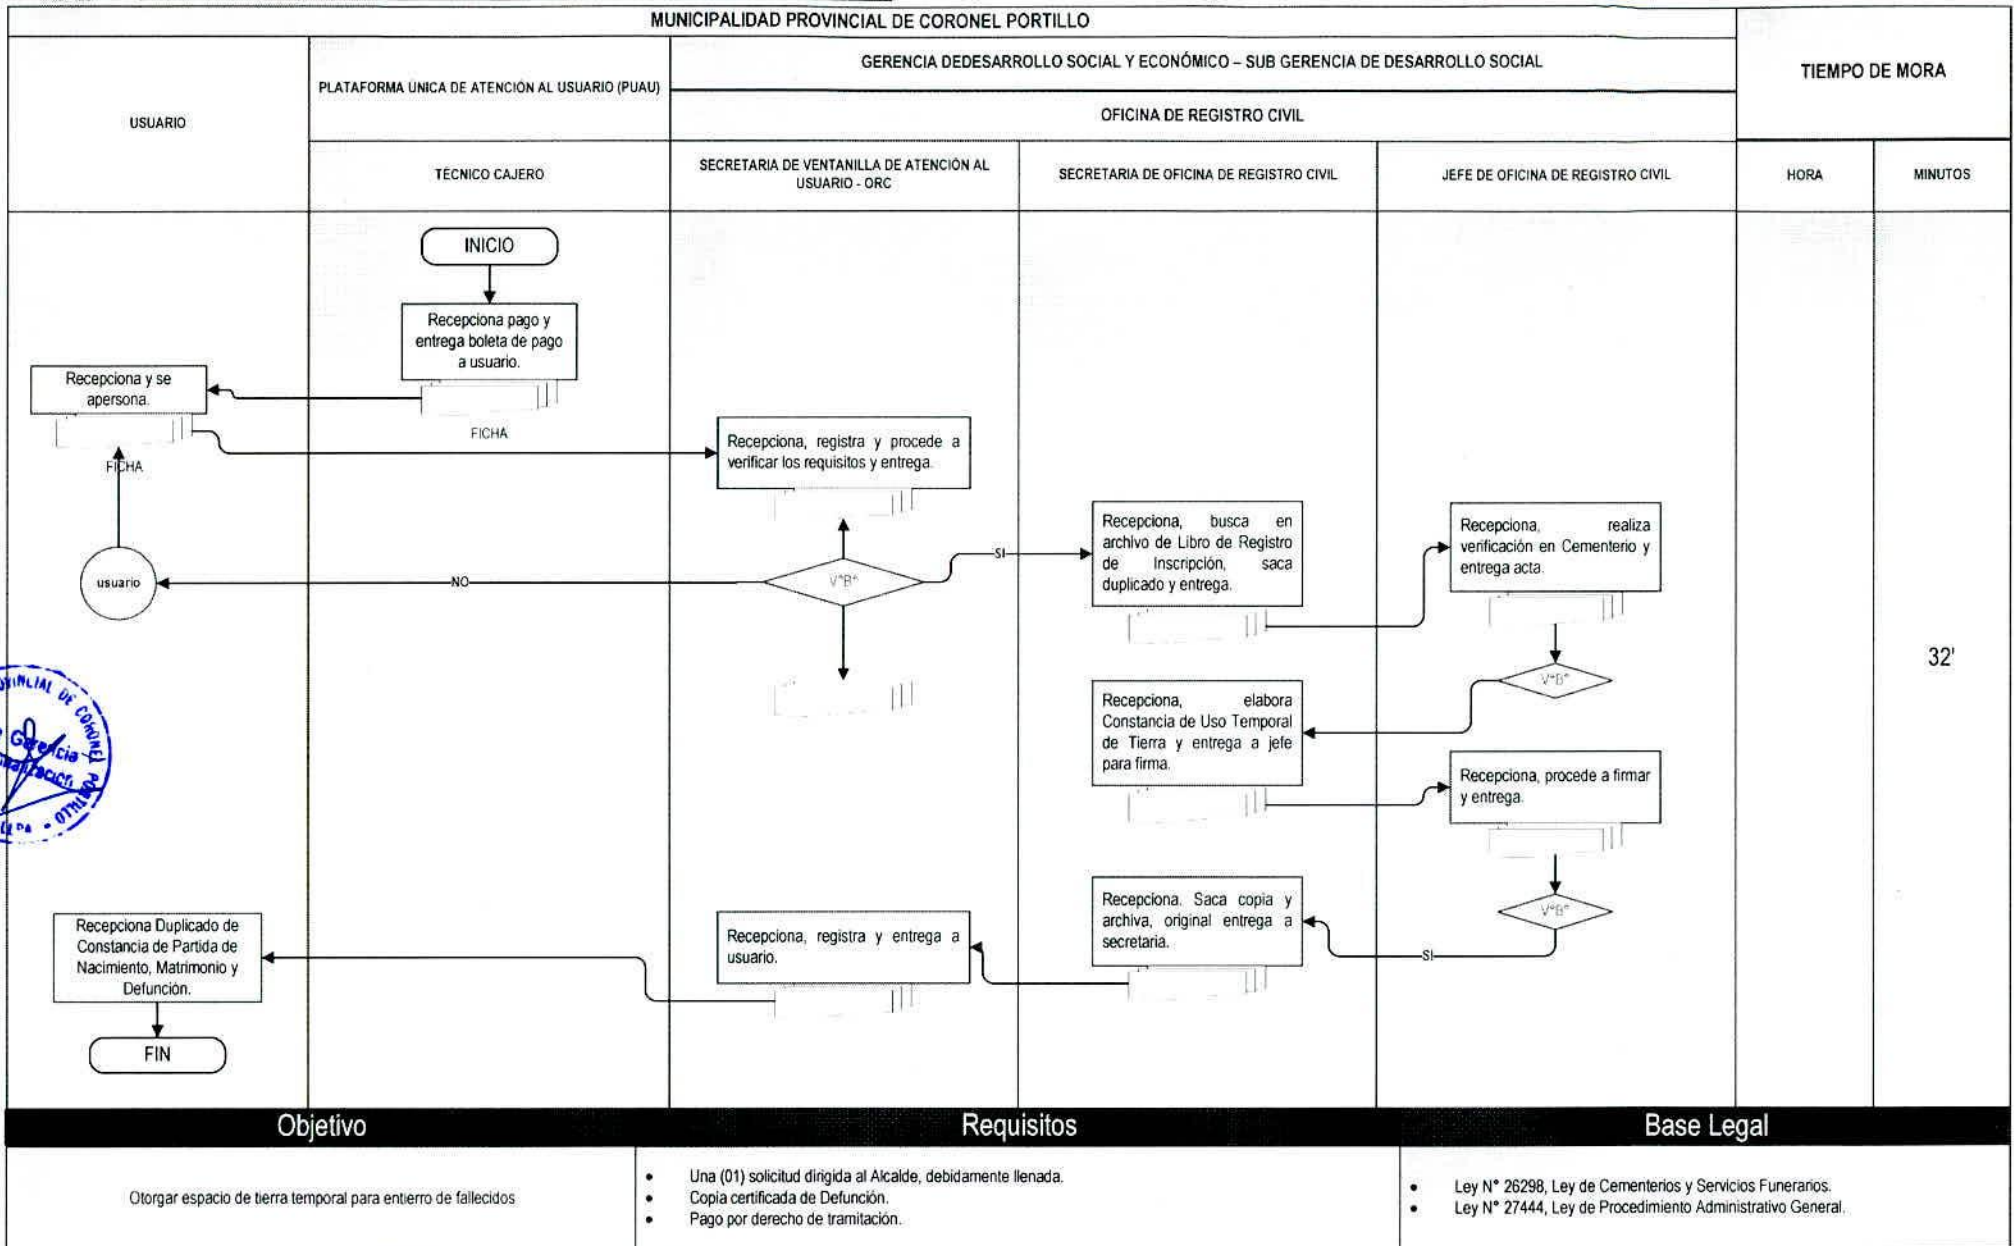 MUNICIPALIDAD PROVINCIAL DE CORONEL PORTILLO
TIEMPO DE MORA
USUARIO
PLATAFORMA ÚNICA DE ATENCIÓN AL USUARIO (PUAU)
GERENCIA DEDESARROLLO SOCIAL Y ECONÓMICO – SUB GERENCIA DE DESARROLLO SOCIAL
OFICINA DE REGISTRO CIVIL
TÉCNICO CAJERO
SECRETARIA DE VENTANILLA DE ATENCIÓN AL
USUARIO - ORC
SECRETARIA DE OFICINA DE REGISTRO CIVIL
JEFE DE OFICINA DE REGISTRO CIVIL
HORA
MINUTOS
INICIO
Recepciona pago y
entrega boleta de pago
a usuario.
FICHA
Recepciona y se
apersona.
FICHA
usuario
Recepciona, registra y procede a
verificar los requisitos y entrega.
V°B°
NO
SI
Recepciona, busca en
archivo de Libro de Registro
de Inscripción, saca
duplicado y entrega.
Recepciona, realiza
verificación en Cementerio y
entrega acta.
V°B°
32'
Recepciona, elabora
Constancia de Uso Temporal
de Tierra y entrega a jefe
para firma.
Recepciona, procede a firmar
y entrega.
V°B°
SI
Recepciona. Saca copia y
archiva, original entrega a
secretaria.
Recepciona, registra y entrega a
usuario.
Recepciona Duplicado de
Constancia de Partida de
Nacimiento, Matrimonio y
Defunción.
FIN
DE CORONEL PORTILLO
Gerencia
Objetivo
Requisitos
Base Legal
Otorgar espacio de tierra temporal para entierro de fallecidos
• Una (01) solicitud dirigida al Alcalde, debidamente llenada.
• Copia certificada de Defunción.
• Pago por derecho de tramitación.
• Ley N° 26298, Ley de Cementerios y Servicios Funerarios.
• Ley N° 27444, Ley de Procedimiento Administrativo General.